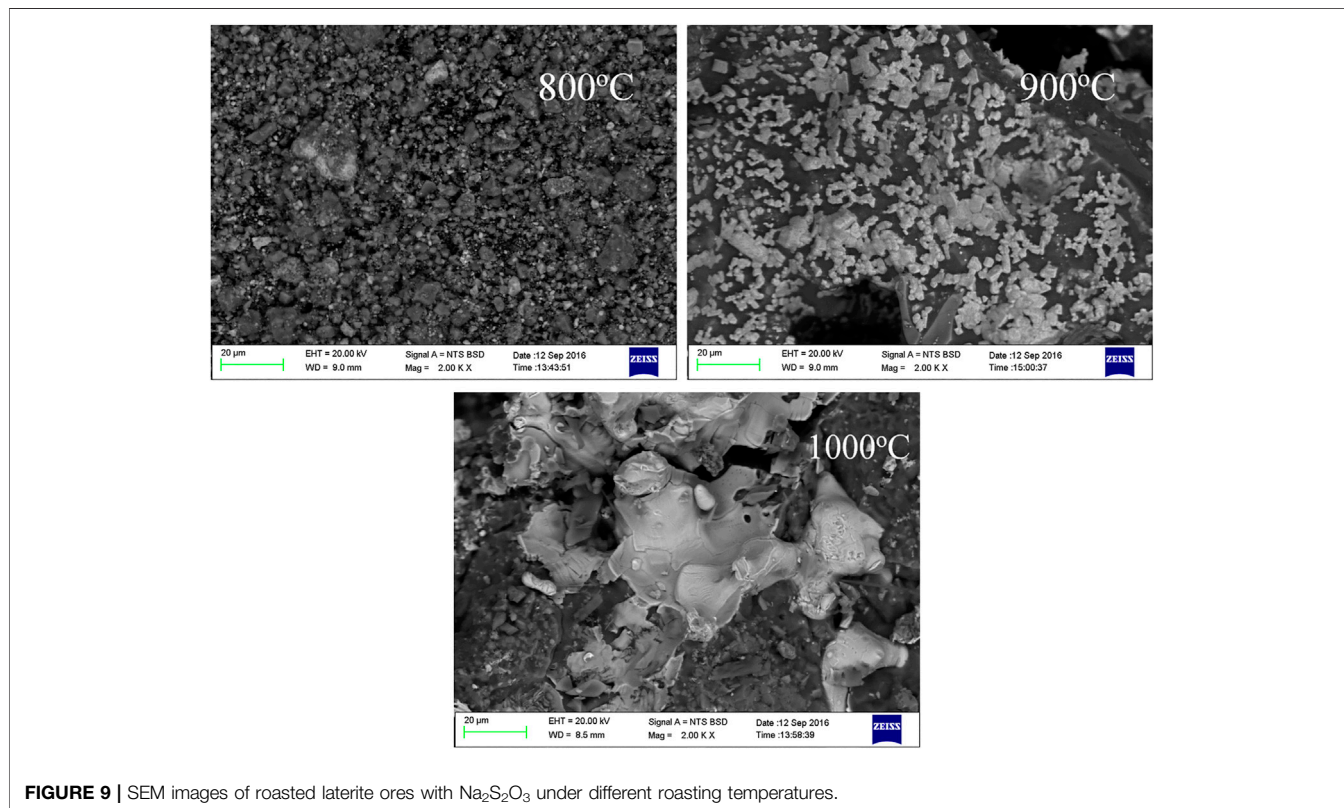 800ºC
20 µm
EHT = 20.00 kV
Signal A = NTS BSD
Date :12 Sep 2016
WD = 9.0 mm
Mag = 2.00 K X
Time :13:43:51
ZEISS
900ºC
20 µm
EHT = 20.00 kV
Signal A = NTS BSD
Date :12 Sep 2016
WD = 9.0 mm
Mag = 2.00 K X
Time :15:00:37
ZEISS
1000ºC
20 µm
EHT = 20.00 kV
Signal A = NTS BSD
Date :12 Sep 2016
WD = 8.5 mm
Mag = 2.00 K X
Time :13:58:39
ZEISS
FIGURE 9 | SEM images of roasted laterite ores with Na₂S₂O₃ under different roasting temperatures.